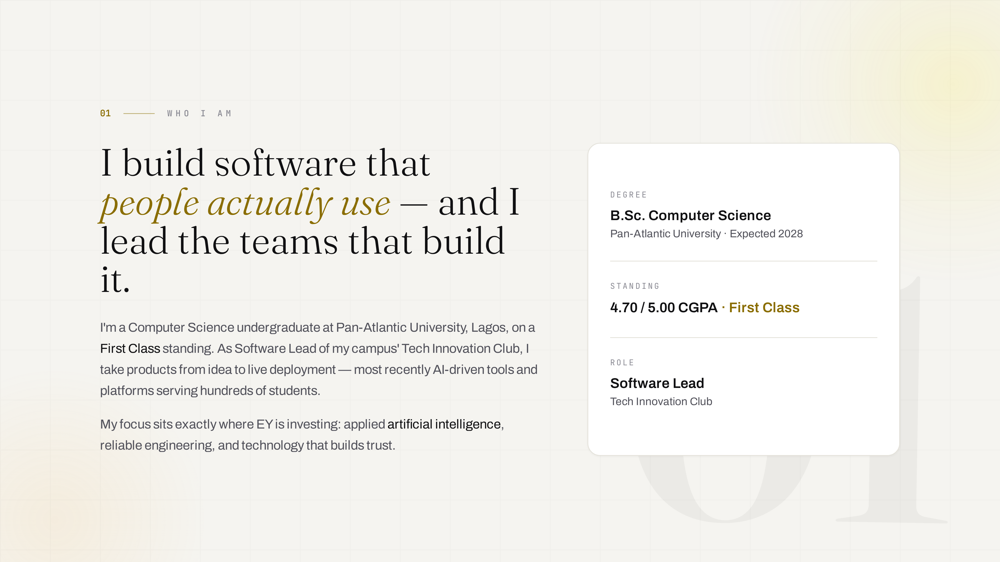 01 WHO I AM
I build software that
people actually use — and I
lead the teams that build
it.
I'm a Computer Science undergraduate at Pan-Atlantic University, Lagos, on a
First Class standing. As Software Lead of my campus' Tech Innovation Club, I
take products from idea to live deployment — most recently AI-driven tools and
platforms serving hundreds of students.
My focus sits exactly where EY is investing: applied artificial intelligence,
reliable engineering, and technology that builds trust.
DEGREE
B.Sc. Computer Science
Pan-Atlantic University · Expected 2028
STANDING
4.70 / 5.00 CGPA · First Class
ROLE
Software Lead
Tech Innovation Club
01